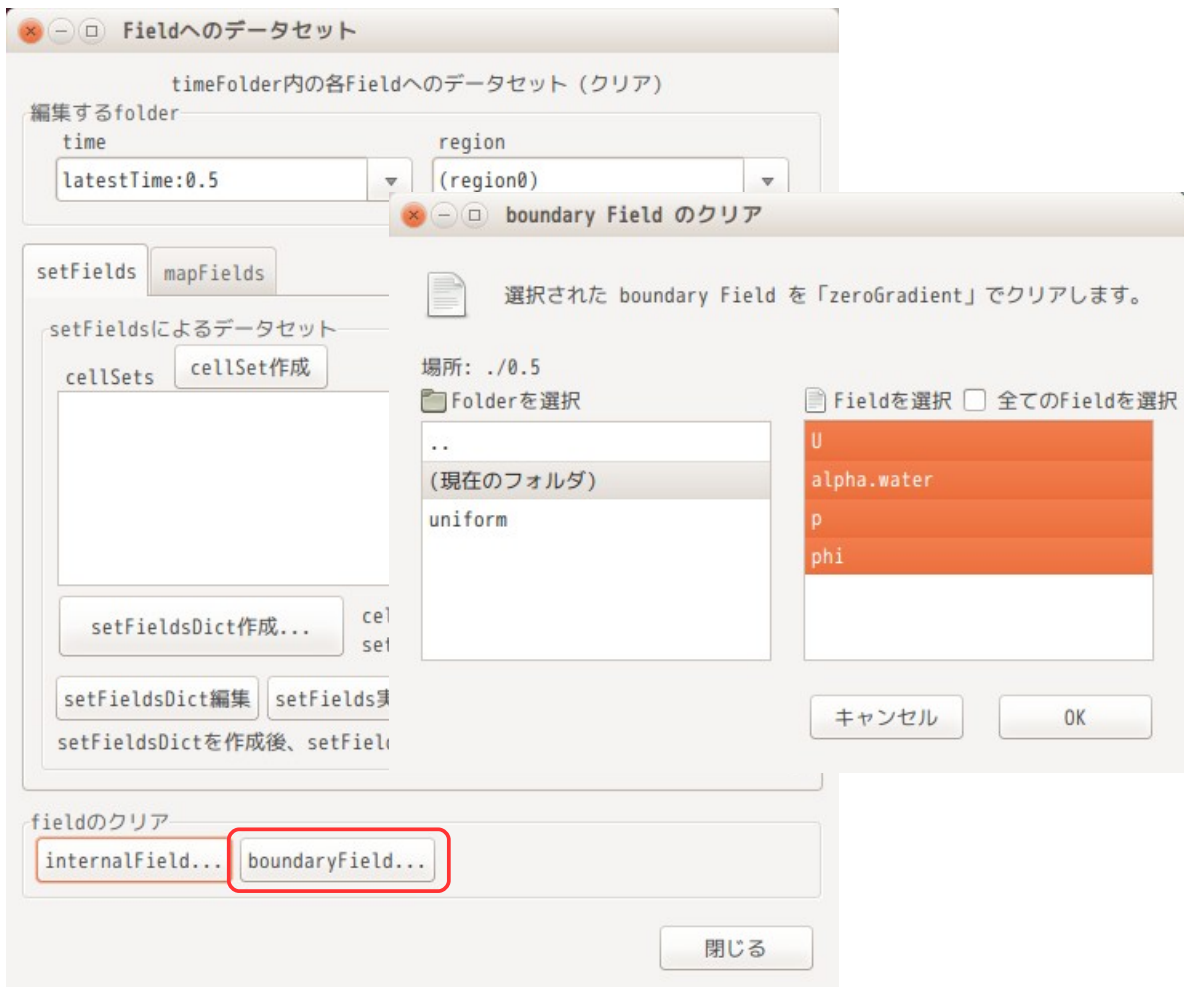 Fieldへのデータセット
timeFolder内の各Fieldへのデータセット (クリア)
編集するfolder
time
region
latestTime:0.5
(region0)
setFields
mapFields
setFieldsによるデータセット
cellSets
cellSet作成
setFieldsDict作成...
cel
set
setFieldsDict編集
setFields実
setFieldsDictを作成後、setFiel
fieldのクリア
internalField...
boundaryField...
閉じる
boundary Field のクリア
選択された boundary Field を「zeroGradient」でクリアします。
場所: ./0.5
Folderを選択
Fieldを選択
全てのFieldを選択
..
(現在のフォルダ)
uniform
U
alpha.water
p
phi
キャンセル
OK